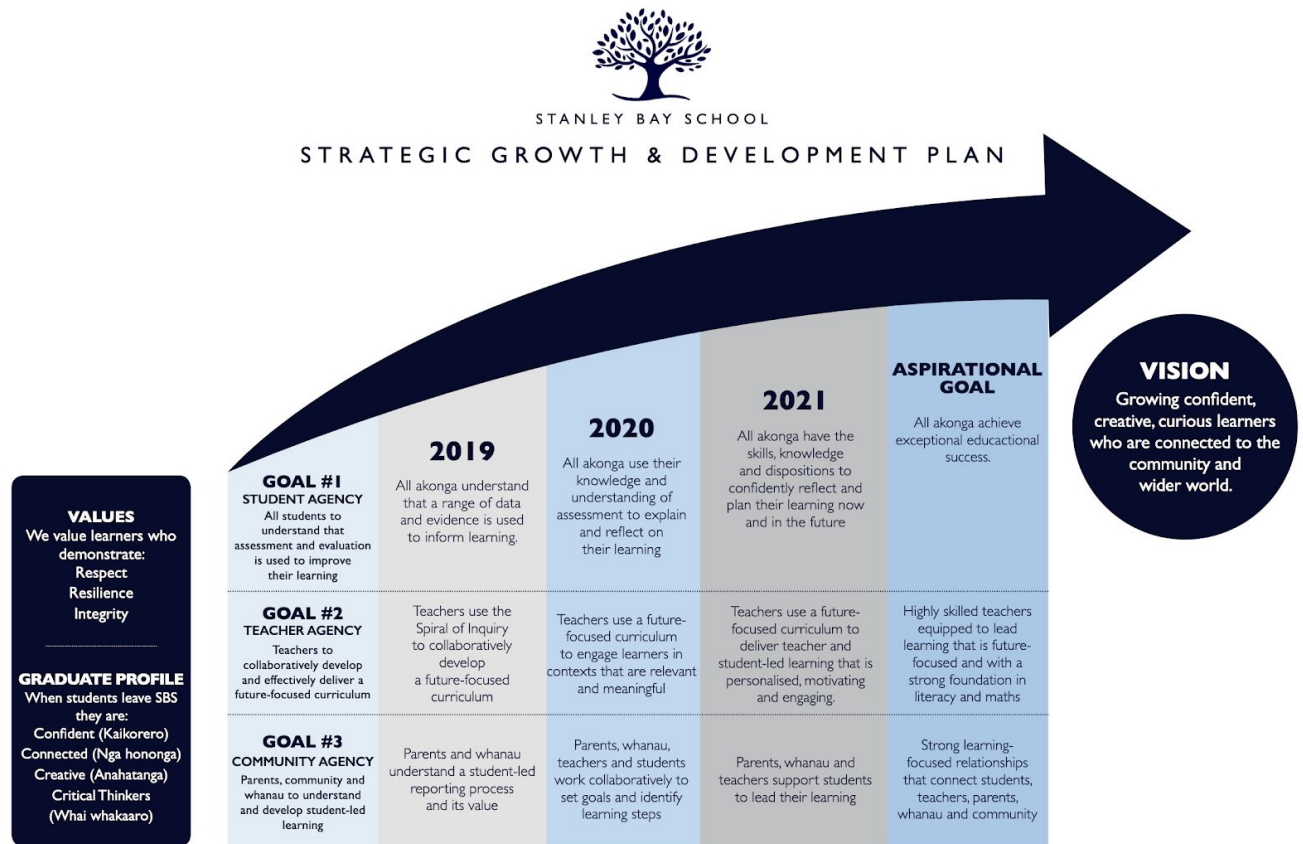 STANLEY BAY SCHOOL
STRATEGIC GROWTH & DEVELOPMENT PLAN
VALUES
We value learners who
demonstrate:
Respect
Resilience
Integrity
GRADUATE PROFILE
When students leave SBS
they are:
Confident (Kaikorero)
Connected (Nga hononga)
Creative (Anahatanga)
Critical Thinkers
(Whai whakaaro)
GOAL #1
STUDENT AGENCY
All students to
understand that
assessment and evaluation
is used to improve
their learning
2019
All akonga understand
that a range of data
and evidence is used
to inform learning.
2020
All akonga use their
knowledge and
understanding of
assessment to explain
and reflect on
their learning
2021
All akonga have the
skills, knowledge
and dispositions to
confidently reflect and
plan their learning now
and in the future
ASPIRATIONAL
GOAL
All akonga achieve
exceptional educactional
success.
GOAL #2
TEACHER AGENCY
Teachers to
collaboratively develop
and effectively deliver a
future-focused curriculum
Teachers use the
Spiral of Inquiry
to collaboratively
develop
a future-focused
curriculum
Teachers use a future-
focused curriculum
to engage learners in
contexts that are relevant
and meaningful
Teachers use a future-
focused curriculum to
deliver teacher and
student-led learning that is
personalised, motivating
and engaging.
Highly skilled teachers
equipped to lead
learning that is future-
focused and with a
strong foundation in
literacy and maths
GOAL #3
COMMUNITY AGENCY
Parents, community and
whanau to understand
and develop student-led
learning
Parents and whanau
understand a student-led
reporting process
and its value
Parents, whanau,
teachers and students
work collaboratively to
set goals and identify
learning steps
Parents, whanau and
teachers support students
to lead their learning
Strong learning-
focused relationships
that connect students,
teachers, parents,
whanau and community
VISION
Growing confident,
creative, curious learners
who are connected to the
community and
wider world.